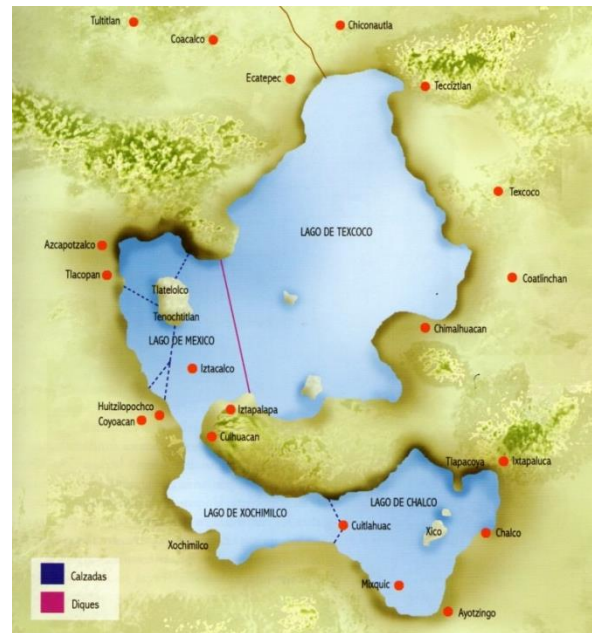 Tultitlan
Chiconautla
Coacalco
Ecatepec
Tecciztlan
Texcoco
LAGO DE TEXCOCO
Azcapotzalco
Tlacopan
Tlatelolco
Coatlinchan
Tenochtitlan
Chimalhuacan
LAGO DE MEXICO
Iztacalco
Huitzilopochco
Iztapalapa
Coyoacan
Culhuacan
Tlapacoya
Ixtapaluca
LAGO DE CHALCO
LAGO DE XOCHIMILCO
Cuitlahuac
Xico
Chalco
Xochimilco
Calzadas
Mixquic
Diques
Ayotzingo